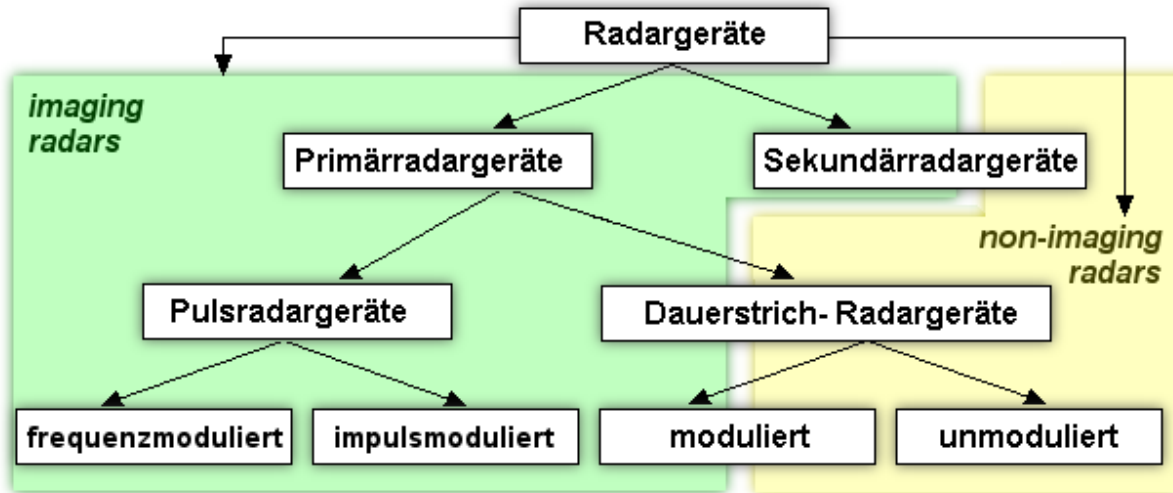 Radargeräte
imaging
radars
Primärradargeräte
Sekundärradargeräte
non-imaging
radars
Pulsradargeräte
Dauerstrich- Radargeräte
frequenzmoduliert
impulsmoduliert
moduliert
unmoduliert